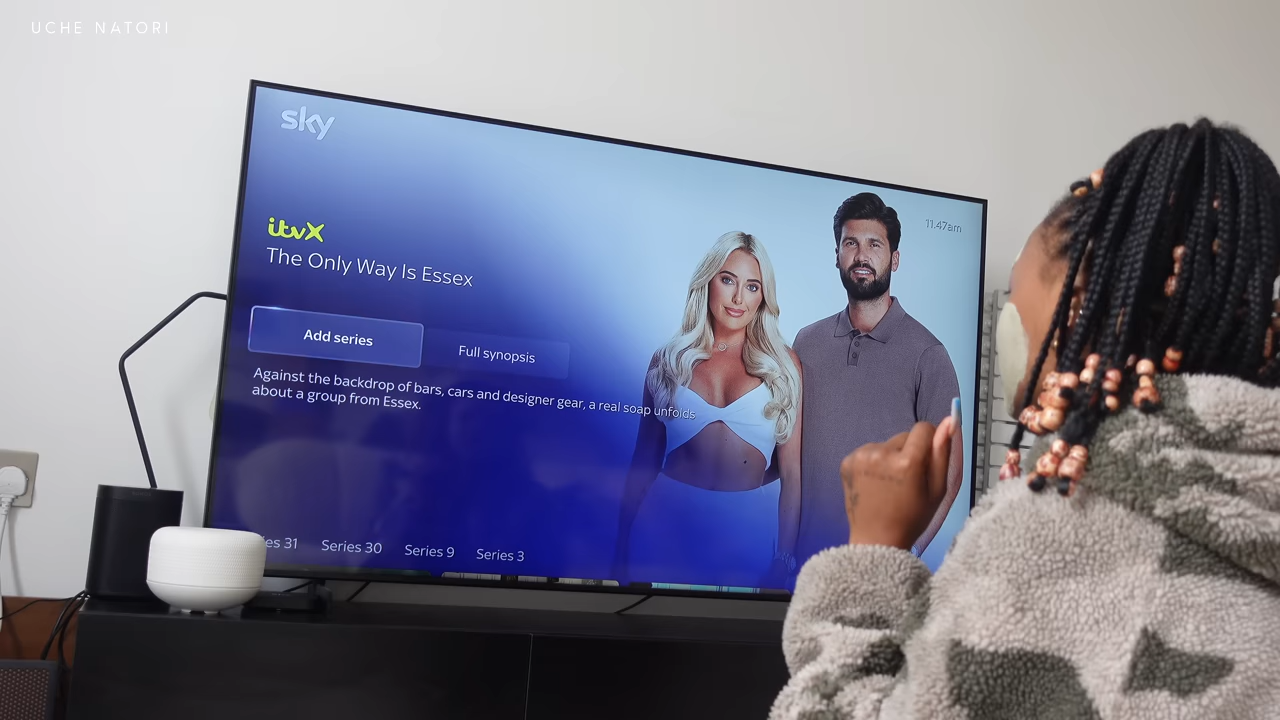 UCHE NATORI
sky
11.47am
itvX
The Only Way Is Essex
Add series
Full synopsis
Against the backdrop of bars, cars and designer gear, a real soap unfolds
about a group from Essex.
es 31 Series 30 Series 9 Series 3